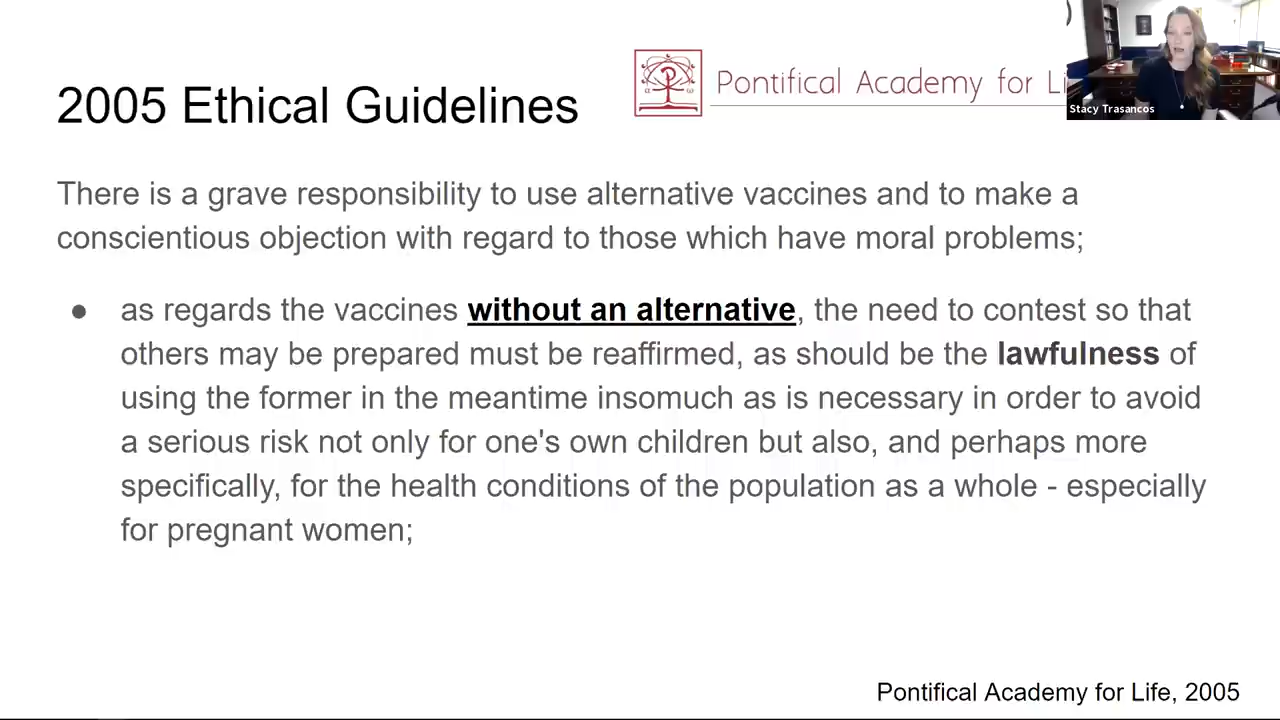 2005 Ethical Guidelines
Pontifical Academy for Li
Stacy Trasancos
There is a grave responsibility to use alternative vaccines and to make a
conscientious objection with regard to those which have moral problems;
● as regards the vaccines without an alternative, the need to contest so that
others may be prepared must be reaffirmed, as should be the lawfulness of
using the former in the meantime insomuch as is necessary in order to avoid
a serious risk not only for one's own children but also, and perhaps more
specifically, for the health conditions of the population as a whole - especially
for pregnant women;
Pontifical Academy for Life, 2005